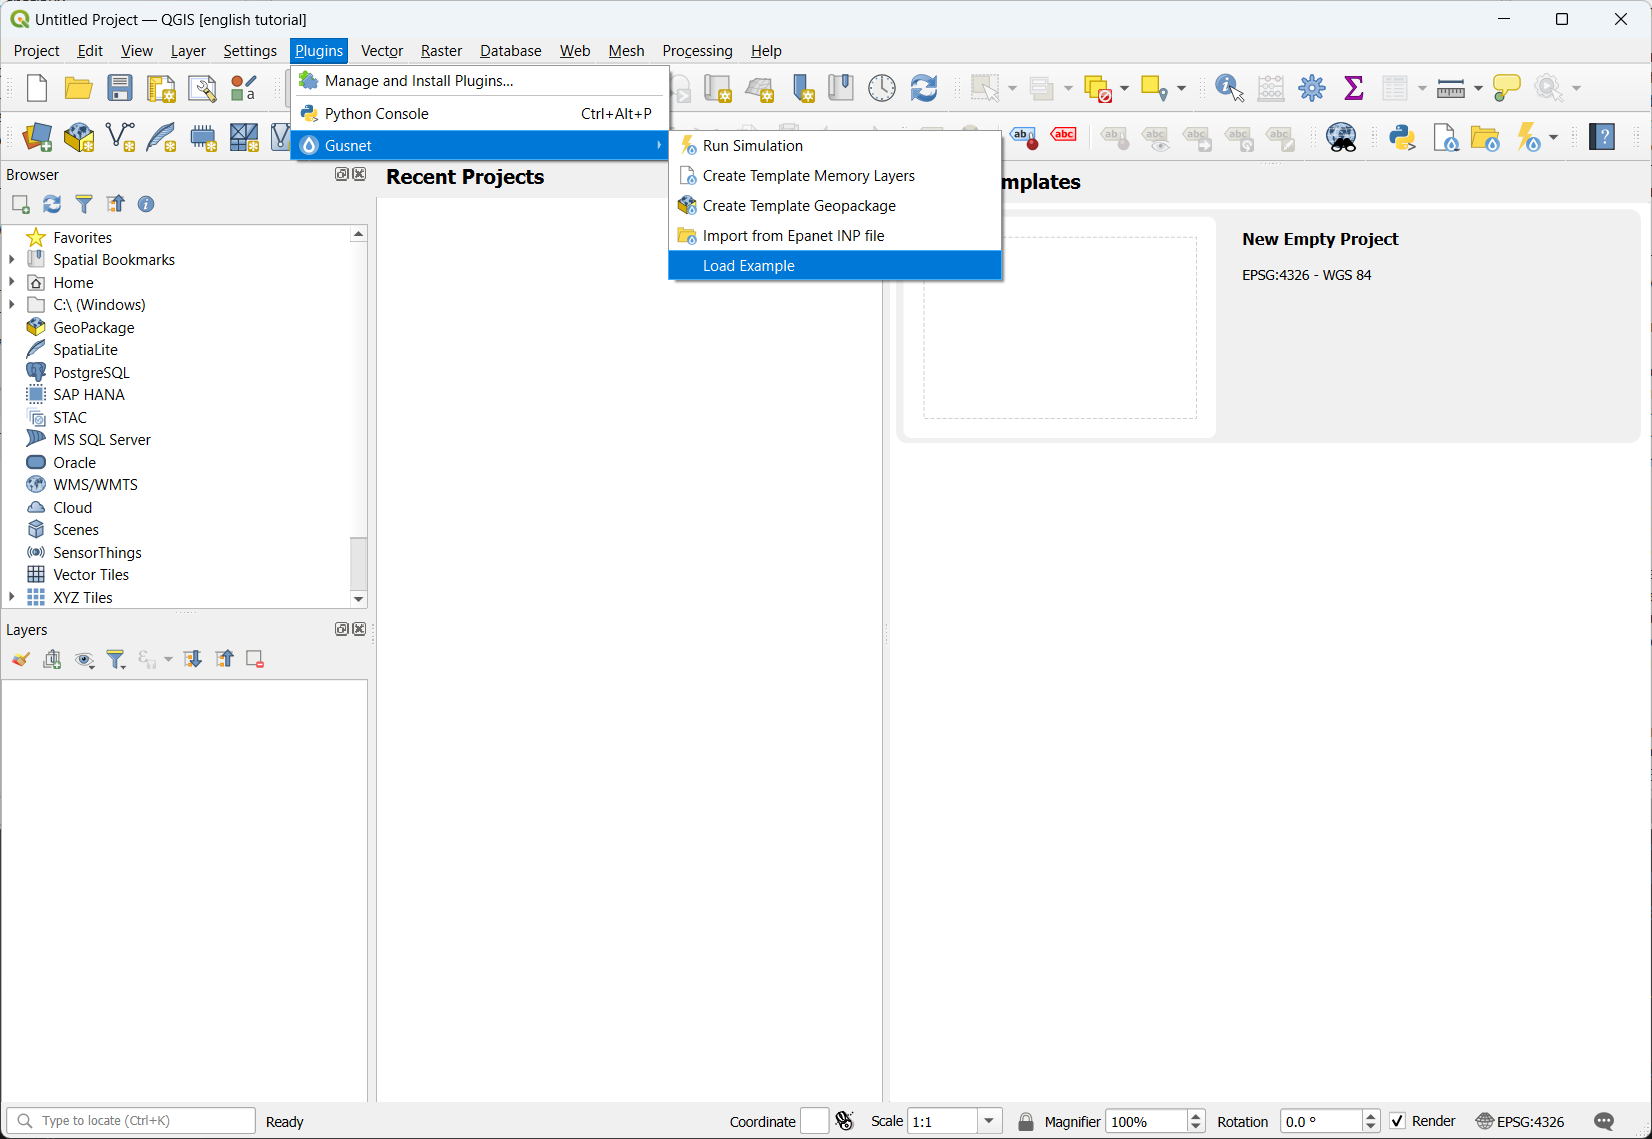 Untitled Project — QGIS [english tutorial]
Project Edit View Layer Settings Plugins Vector Raster Database Web Mesh Processing Help
Manage and Install Plugins...
Python Console Ctrl+Alt+P
Gusnet
Run Simulation
Create Template Memory Layers
Create Template Geopackage
Import from Epanet INP file
Load Example
Browser
Recent Projects
mplates
Favorites
Spatial Bookmarks
Home
C:\ (Windows)
GeoPackage
SpatiaLite
PostgreSQL
SAP HANA
STAC
MS SQL Server
Oracle
WMS/WMTS
Cloud
Scenes
SensorThings
Vector Tiles
XYZ Tiles
New Empty Project
EPSG:4326 - WGS 84
Layers
Type to locate (Ctrl+K) Ready Coordinate Scale 1:1 Magnifier 100% Rotation 0.0 ° Render EPSG:4326